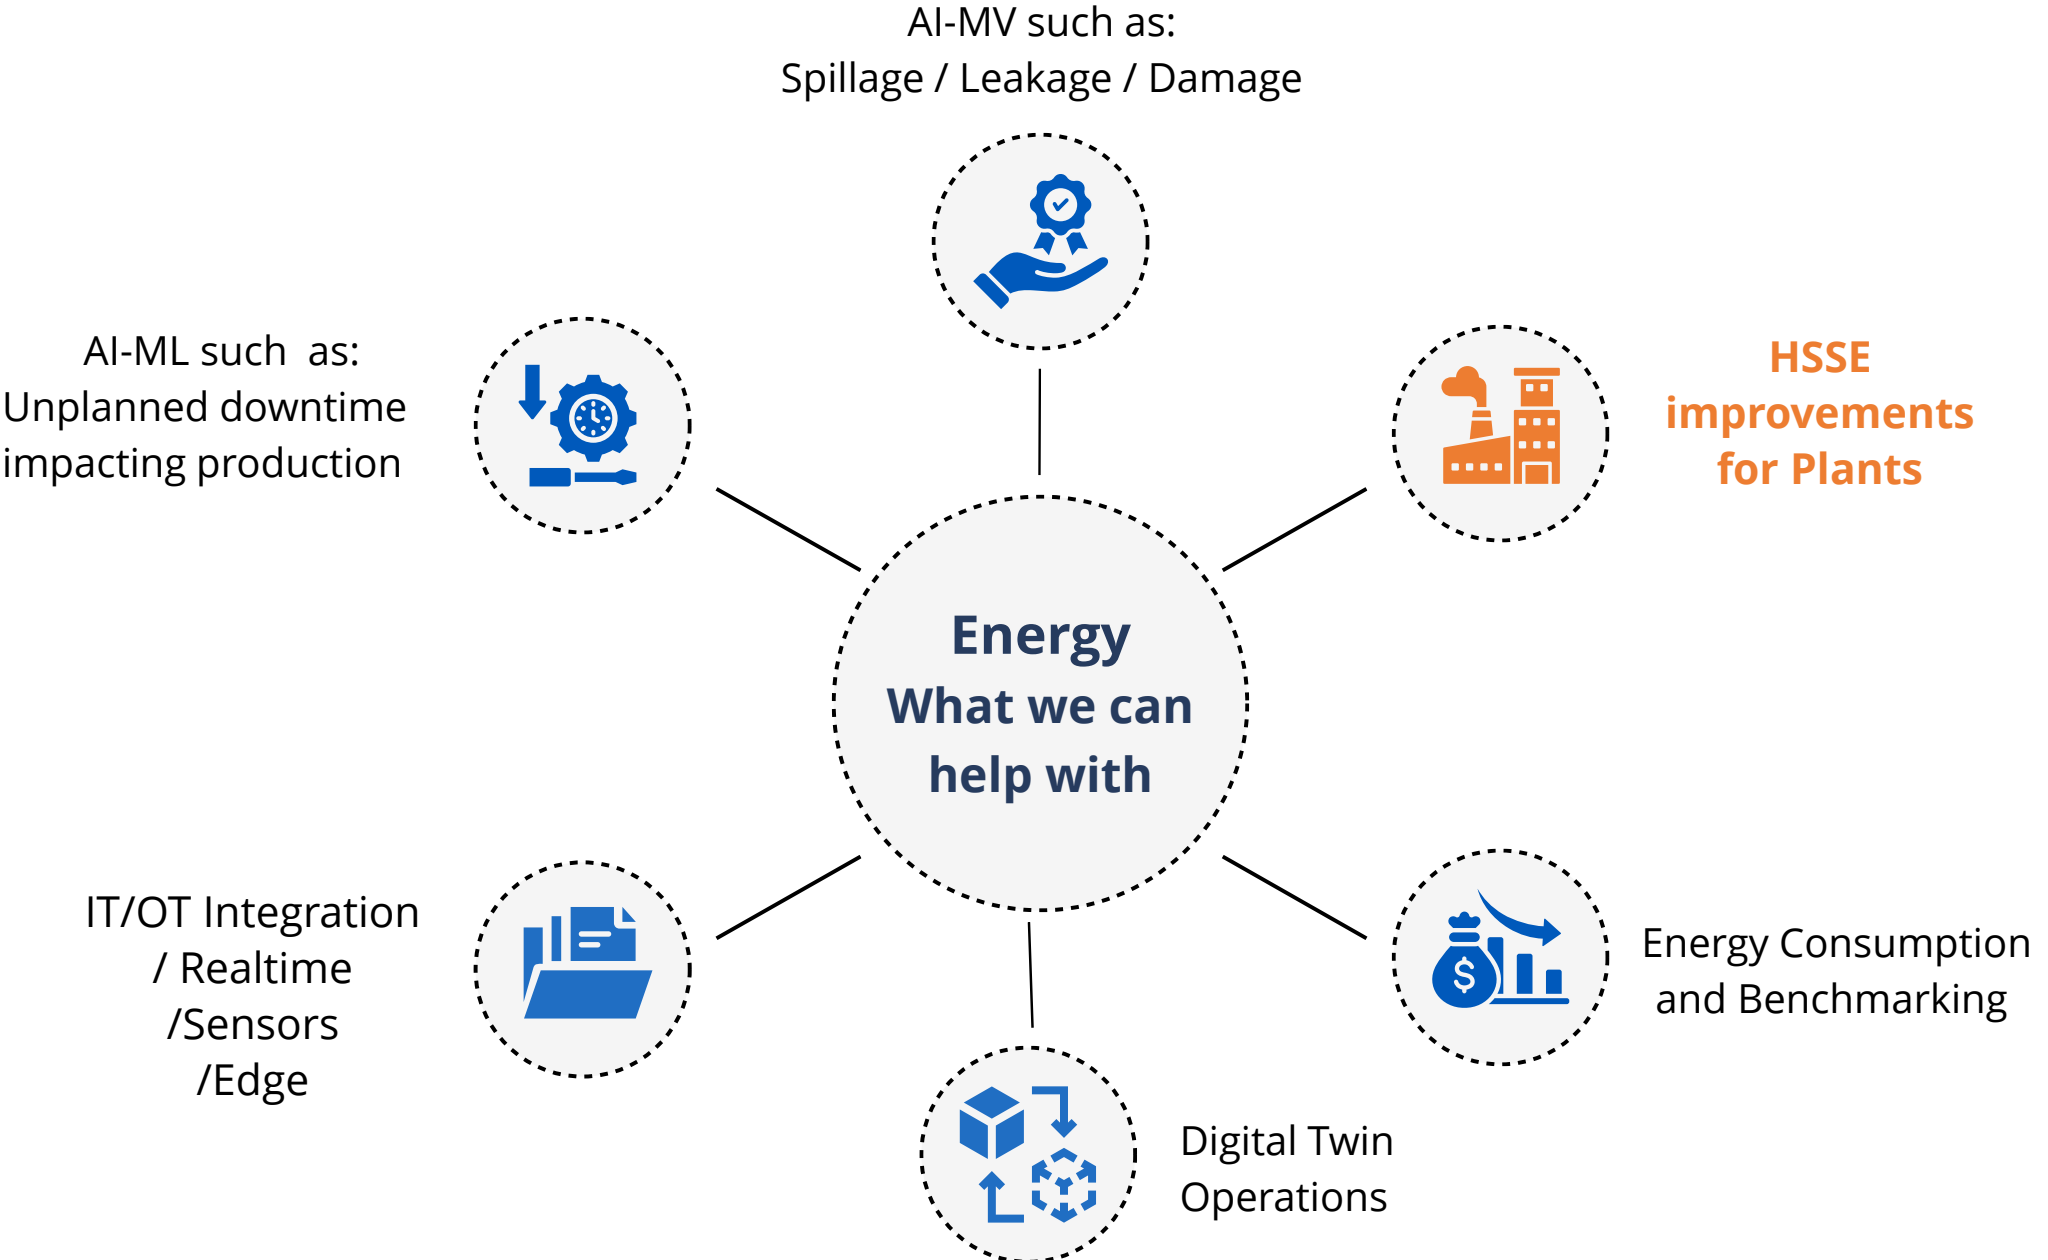 AI-MV such as:
Spillage / Leakage / Damage
AI-ML such  as:
Unplanned downtime
impacting production
HSSE
improvements
for Plants
Energy
What we can
help with
IT/OT Integration
/ Realtime
/Sensors
/Edge
$
Energy Consumption
and Benchmarking
Digital Twin
Operations